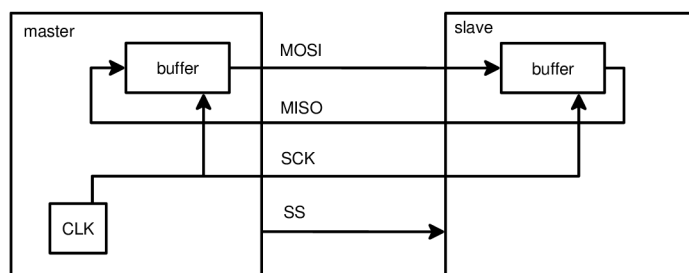 master
slave
buffer
MOSI
buffer
MISO
SCK
CLK
SS